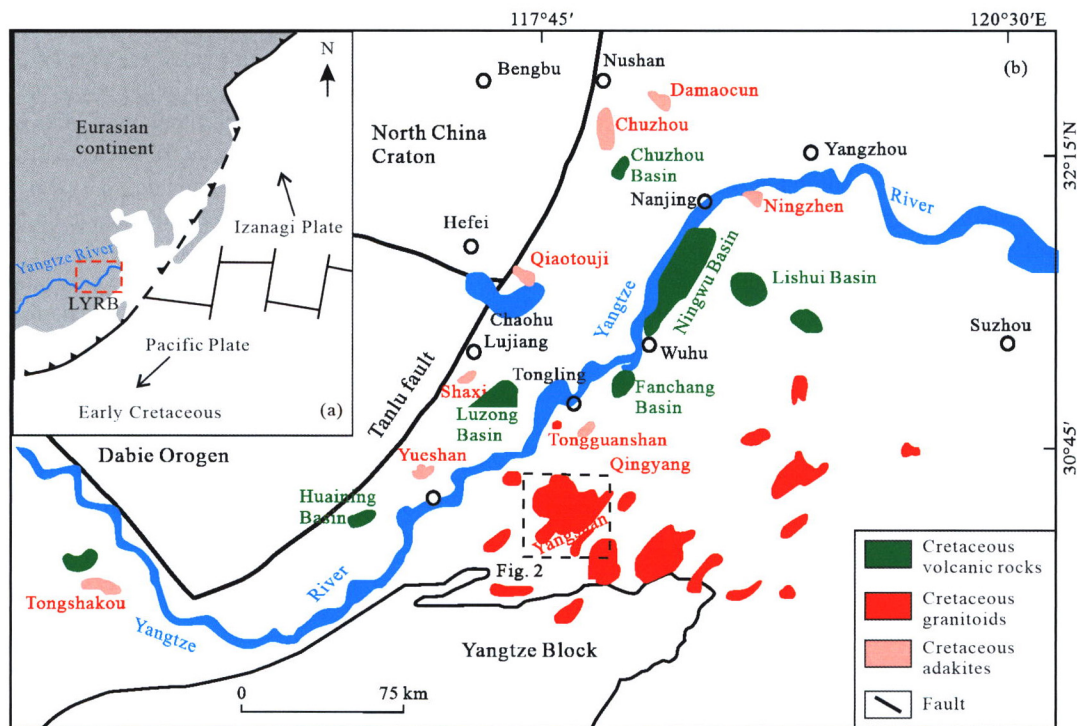 117°45′
120°30′E
N
(a)
Eurasian
continent
Izanagi Plate
Yangtze River
LYRB
Pacific Plate
Early Cretaceous
(b)
Bengbu
Nushan
Damaocun
North China
Craton
Chuzhou
Chuzhou
Basin
Yangzhou
32°15′N
Nanjing
Ningzhen
River
Hefei
Qiaotouji
Ningwu Basin
Lishui Basin
Chaohu
Yangtze
Suzhou
Lujiang
Wuhu
Tanlu fault
Shaxi
Tongling
Fanchang
Basin
Luzong
Basin
Tongguanshan
30°45′
Dabie Orogen
Yueshan
Qingyang
Huaining
Basin
Yangshan
Fig. 2
River
Tongshakou
Yangtze
Yangtze Block
0
75 km
Cretaceous
volcanic rocks
Cretaceous
granitoids
Cretaceous
adakites
Fault